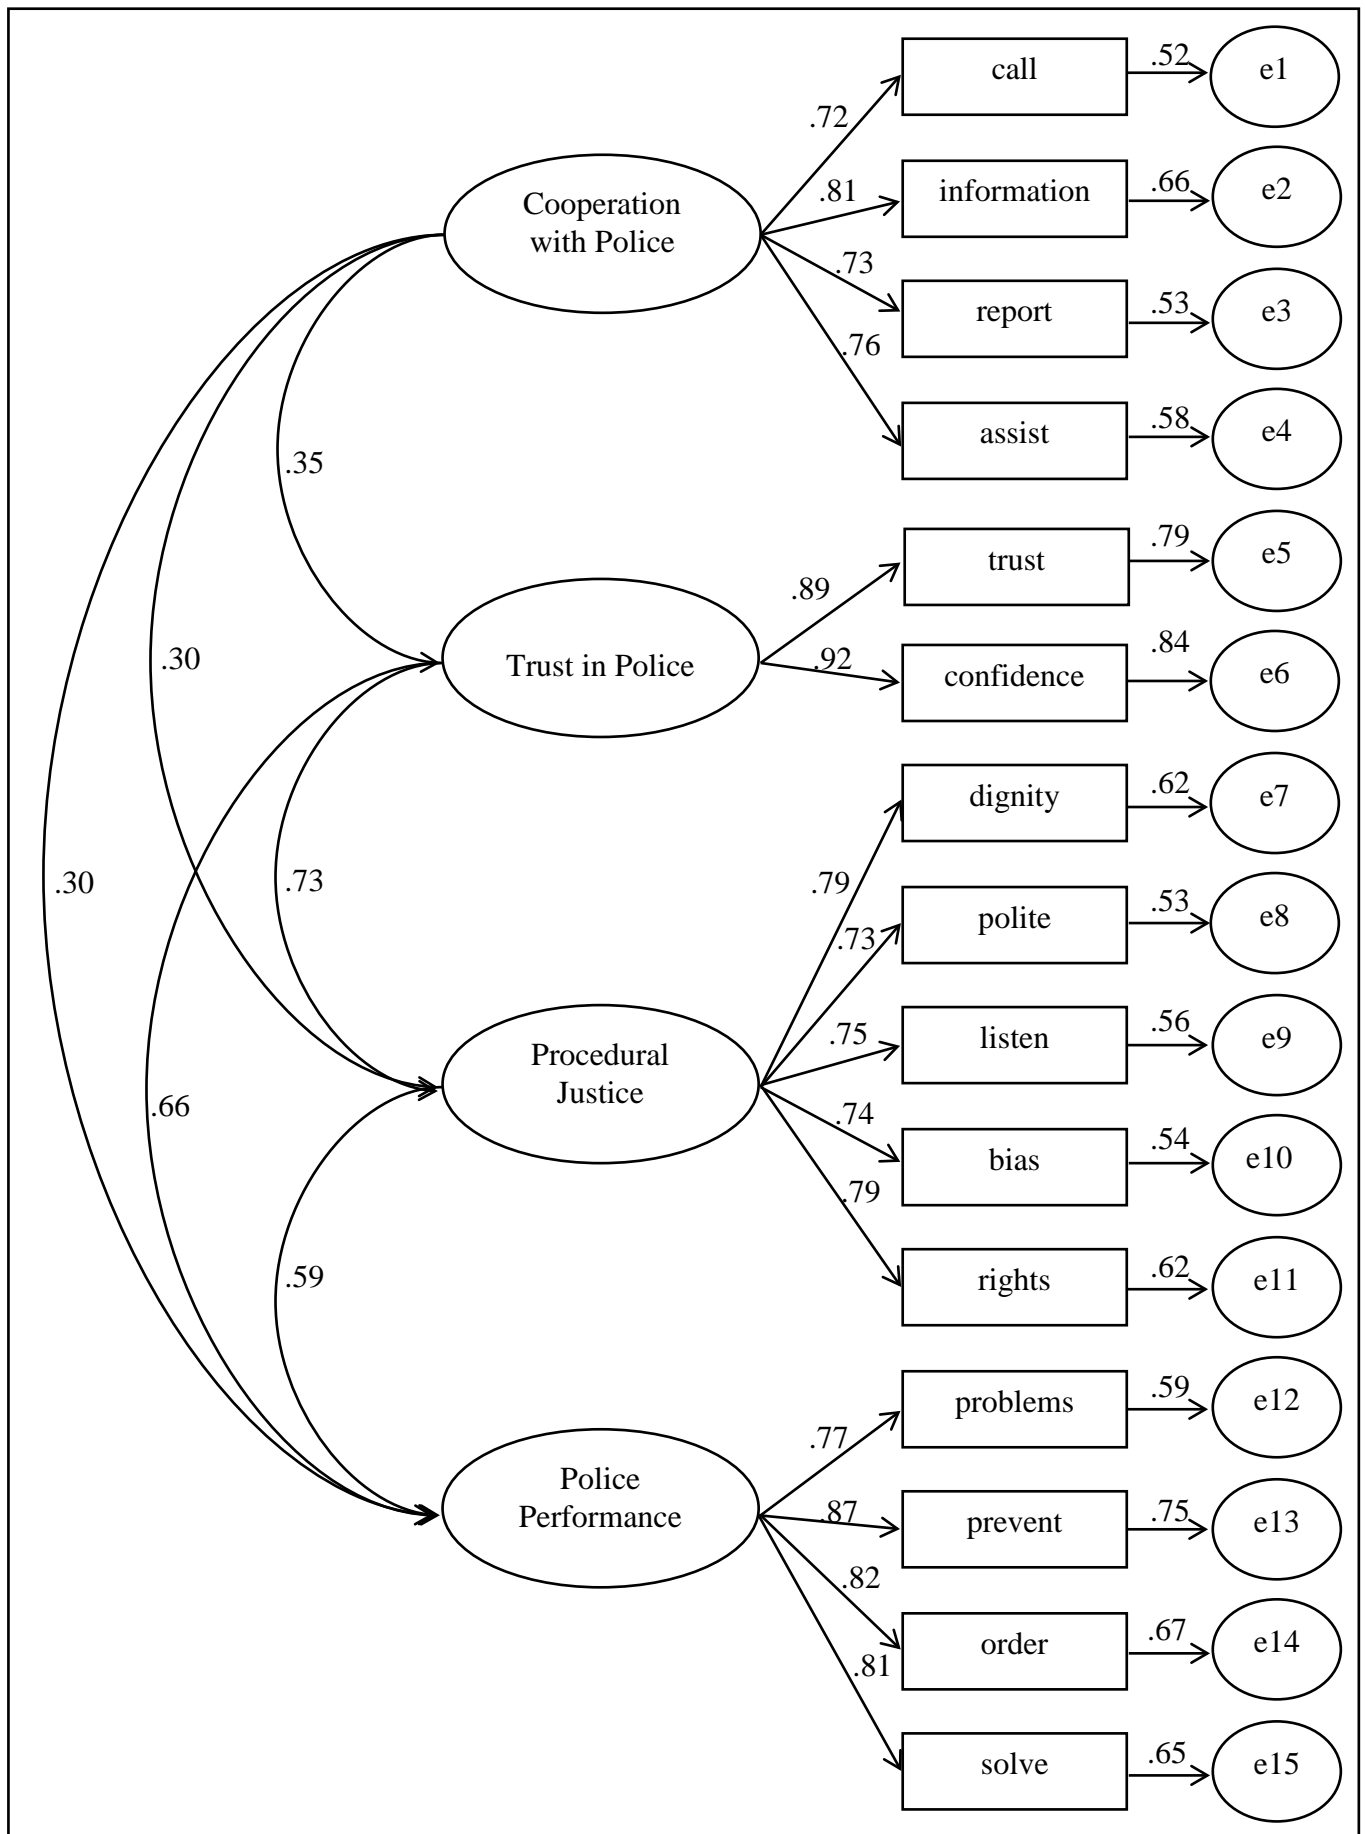 call
.52
e1
.72
information
.66
e2
.81
Cooperation
with Police
.73
report
.53
e3
.76
assist
.58
e4
.35
trust
.79
e5
.89
.30
Trust in Police
.92
confidence
.84
e6
dignity
.62
e7
.30
.73
.79
polite
.53
e8
.73
listen
.56
e9
.75
Procedural
Justice
.66
.74
bias
.54
e10
.79
rights
.62
e11
.59
problems
.59
e12
.77
Police
Performance
.87
prevent
.75
e13
.82
order
.67
e14
.81
solve
.65
e15